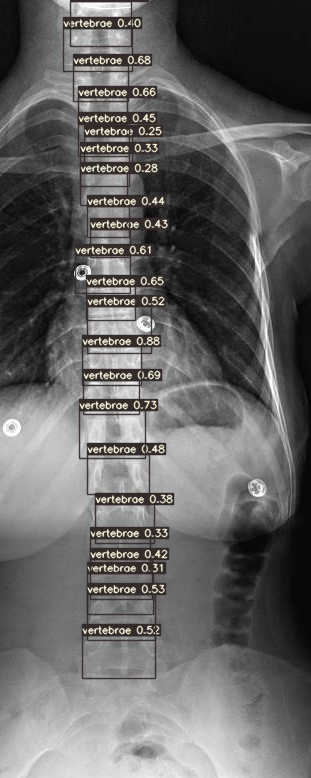 vertebrae 0.40
vertebrae 0.68
vertebrae 0.66
vertebrae 0.45
vertebrae 0.25
vertebrae 0.33
vertebrae 0.28
vertebrae 0.44
vertebrae 0.43
vertebrae 0.61
vertebrae 0.65
vertebrae 0.52
vertebrae 0.88
vertebrae 0.69
vertebrae 0.73
vertebrae 0.48
vertebrae 0.38
vertebrae 0.33
vertebrae 0.42
vertebrae 0.31
vertebrae 0.53
vertebrae 0.52